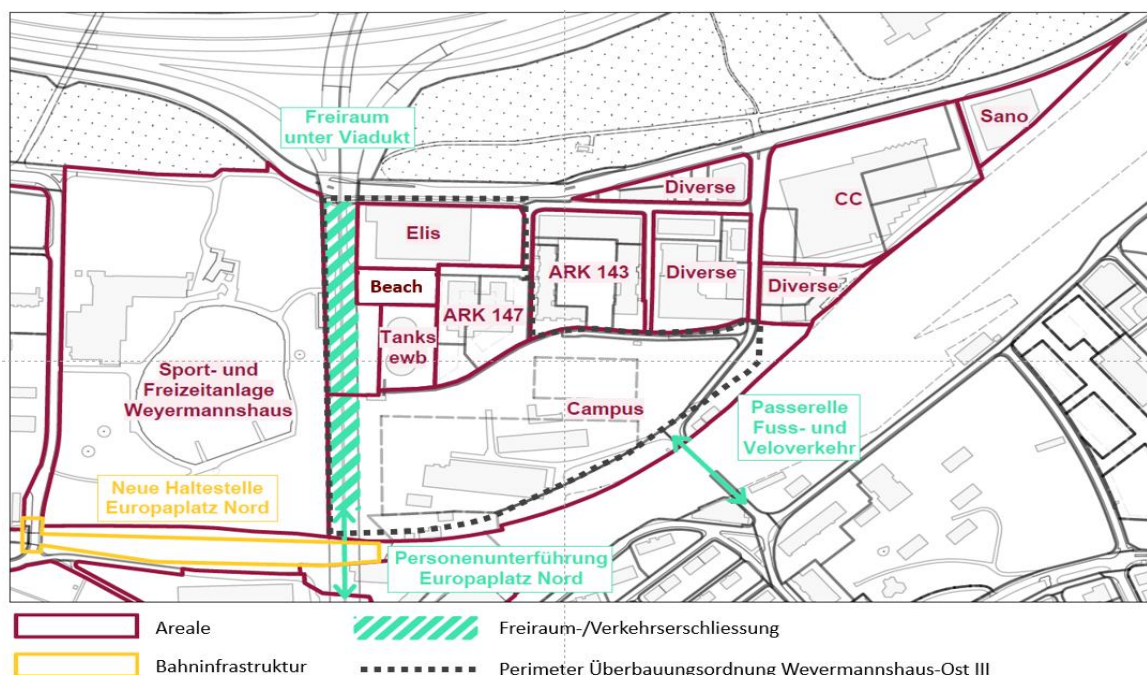 Freiraum
unter Viadukt
Sano
Diverse
CC
Elis
ARK 143
Diverse
Diverse
Beach
ARK 147
Tanks
ewb
Sport- und
Freizeitanlage
Weyermannshaus
Campus
Passerelle
Fuss- und
Veloverkehr
Neue Haltestelle
Europaplatz Nord
Personenunterführung
Europaplatz Nord
Areale
Freiraum-/Verkehrserschliessung
Bahninfrastruktur
Perimeter Überbauungsordnung Weyermannshaus-Ost III